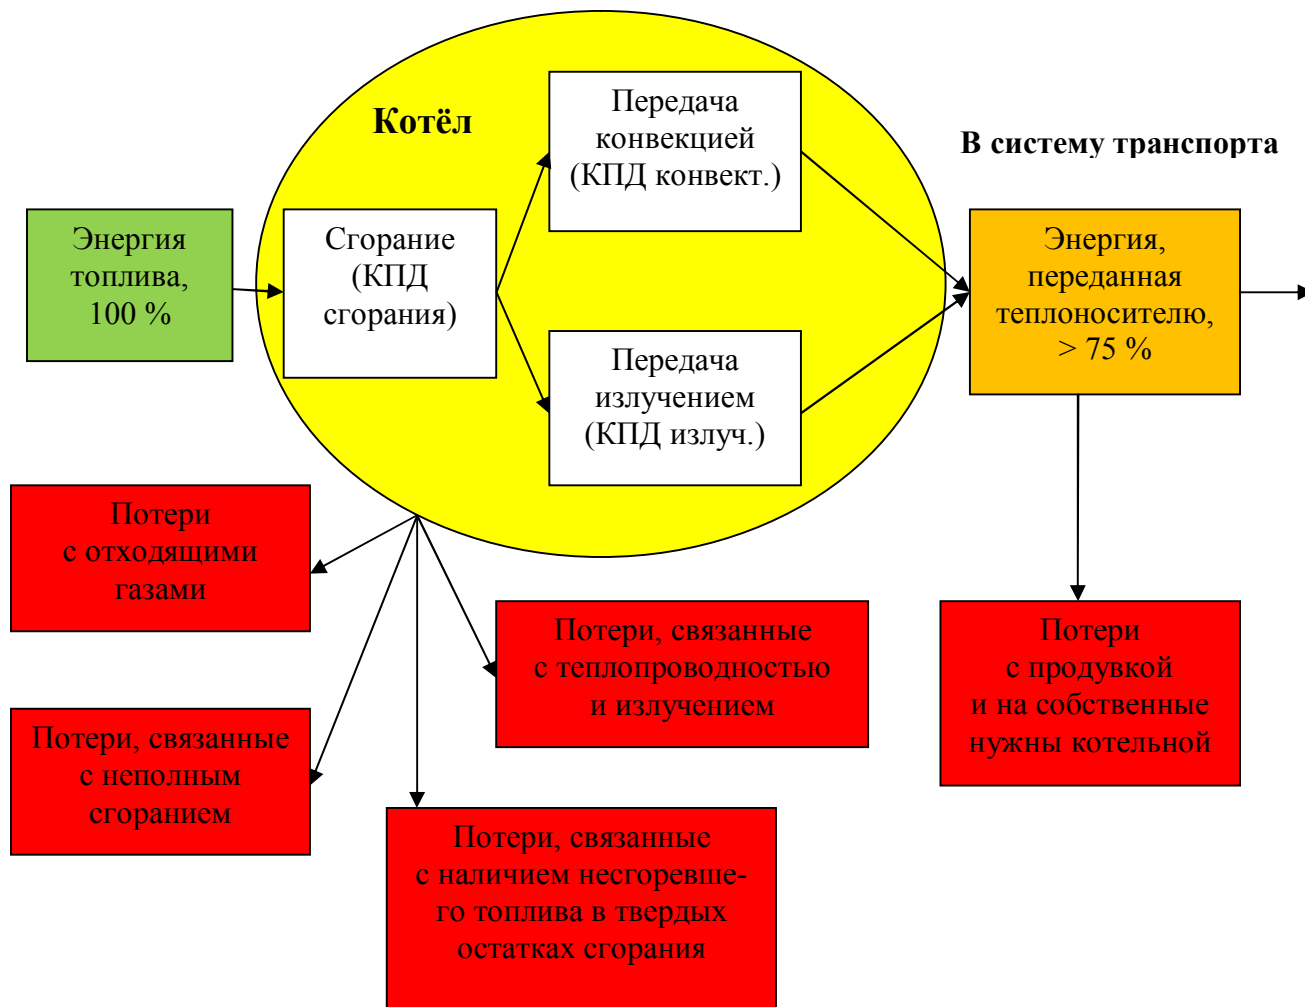 Котёл
Передача
конвекцией
(КПД конвект.)
В систему транспорта
Энергия
топлива,
100 %
Сгорание
(КПД
сгорания)
Энергия,
переданная
теплоносителю,
> 75 %
Передача
излучением
(КПД излуч.)
Потери
с отходящими
газами
Потери, связанные
с теплопроводностью
и излучением
Потери
с продувкой
и на собственные
нужны котельной
Потери, связанные
с неполным
сгоранием
Потери, связанные
с наличием несгоревше-
го топлива в твердых
остатках сгорания